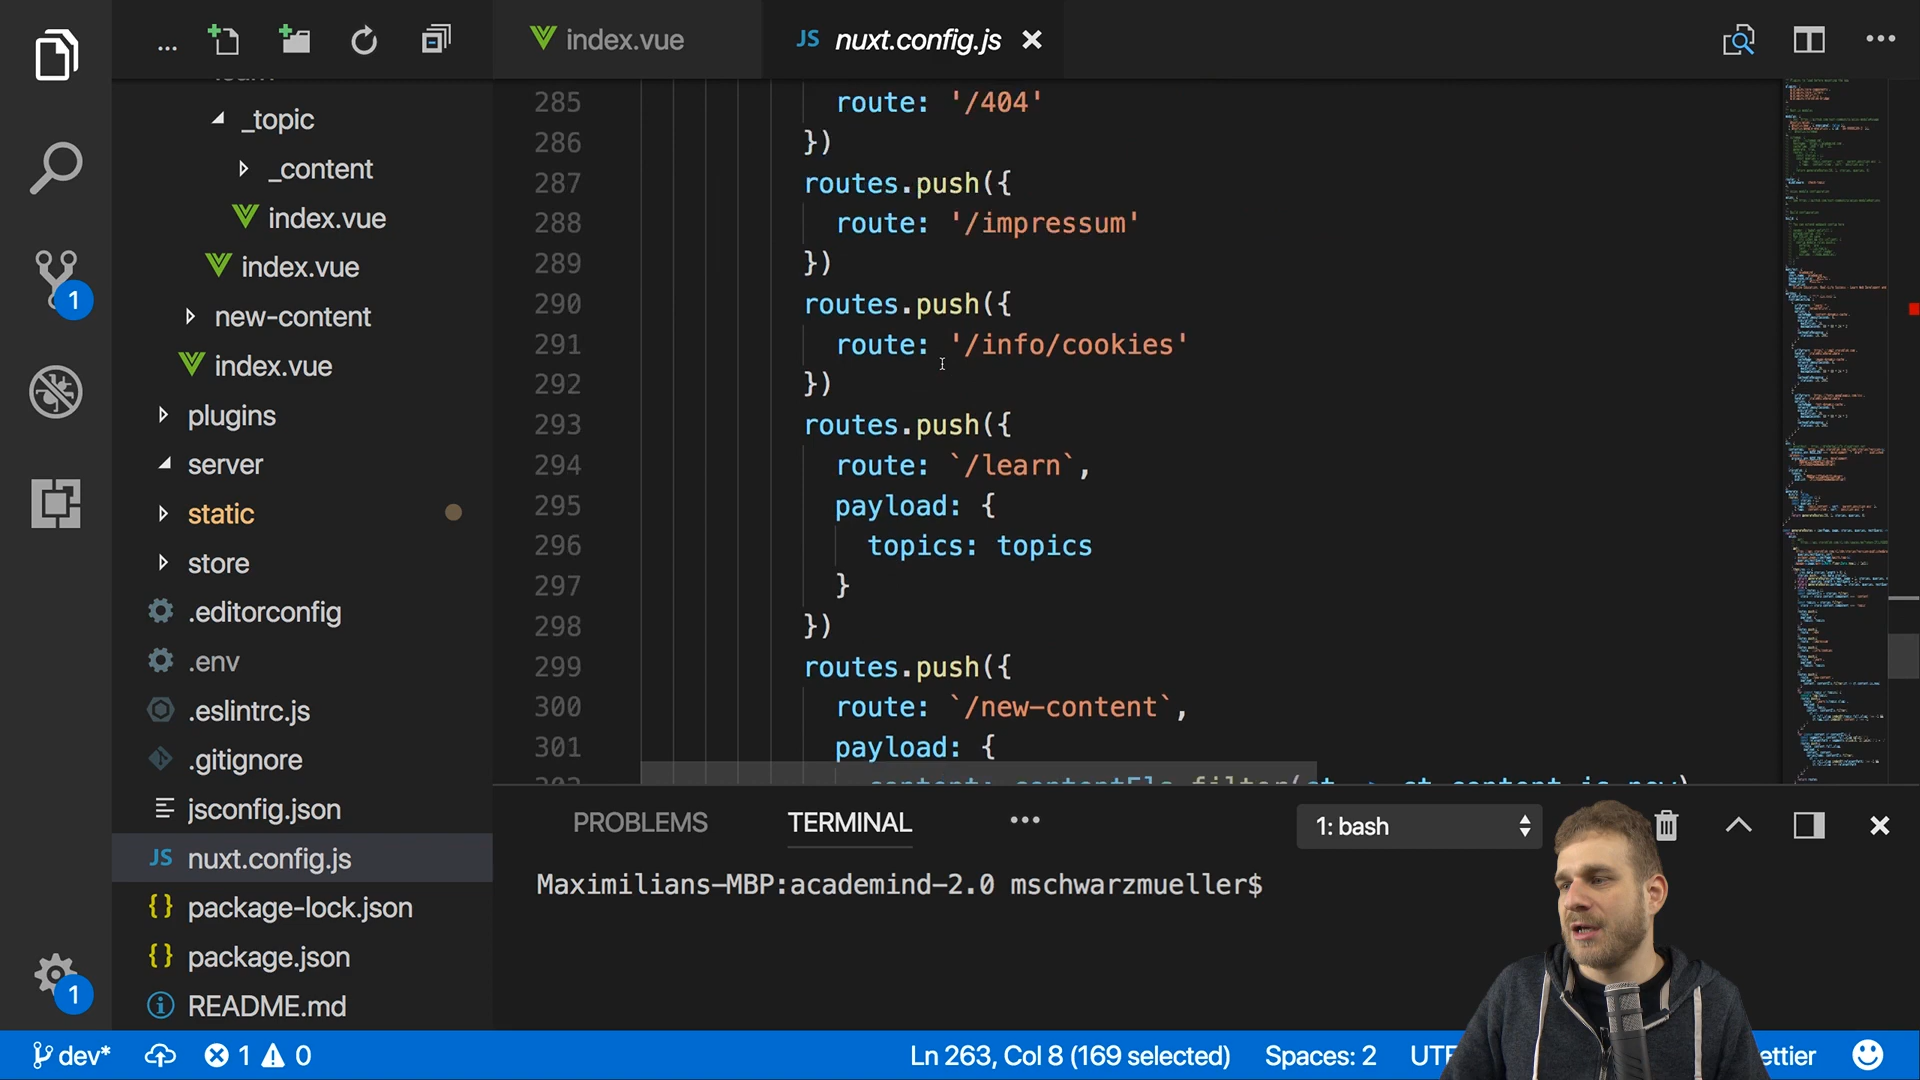 ...
index.vue
JS nuxt.config.js
_topic
_content
index.vue
index.vue
new-content
index.vue
plugins
server
static
store
.editorconfig
.env
.eslintrc.js
.gitignore
jsconfig.json
JS nuxt.config.js
{} package-lock.json
{} package.json
README.md
1
1
285 route: '/404'
286 })
287 routes.push({
288 route: '/impressum'
289 })
290 routes.push({
291 route: '/info/cookies'
292 })
293 routes.push({
294 route: `/learn`,
295 payload: {
296 topics: topics
297 }
298 })
299 routes.push({
300 route: `/new-content`,
301 payload: {
PROBLEMS TERMINAL ... 1: bash
Maximilians-MBP:academind-2.0 mschwarzmueller$
dev* 1 0 Ln 263, Col 8 (169 selected) Spaces: 2